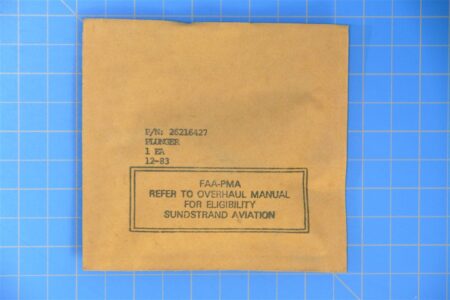 P/N: 26216427
PLUNGER
1 EA
12-83
FAA-PMA
REFER TO OVERHAUL MANUAL
FOR ELIGIBILITY
SUNDSTRAND AVIATION